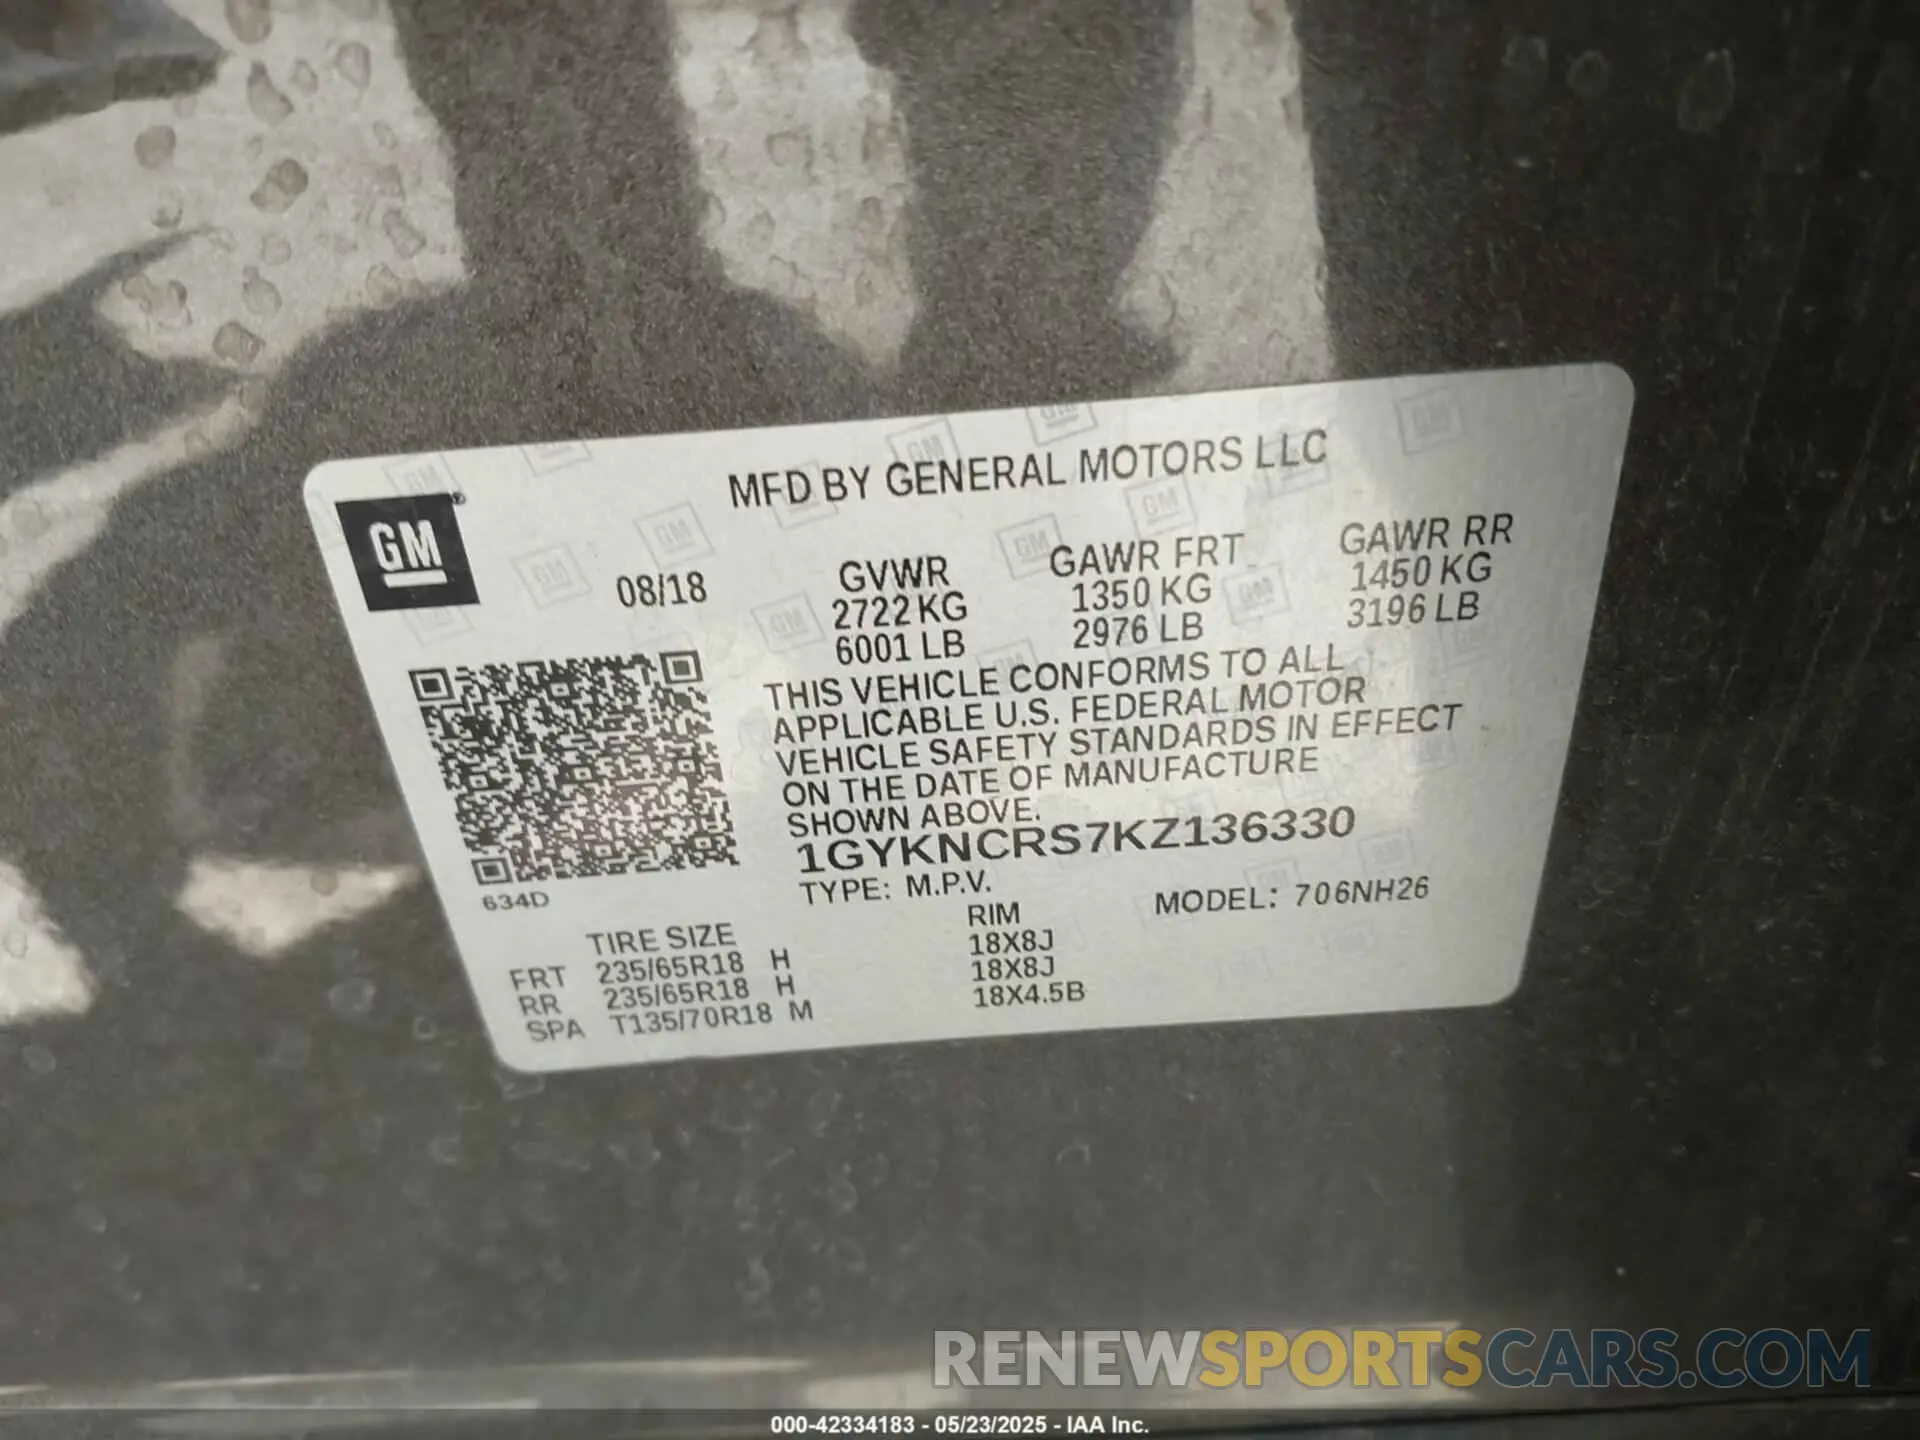 MFD BY GENERAL MOTORS LLC
GM®
08/18
GVWR GAWR FRT GAWR RR
2722 KG 1350 KG 1450 KG
6001 LB 2976 LB 3196 LB
THIS VEHICLE CONFORMS TO ALL
APPLICABLE U.S. FEDERAL MOTOR
VEHICLE SAFETY STANDARDS IN EFFECT
ON THE DATE OF MANUFACTURE
SHOWN ABOVE.
1GYKNCRS7KZ136330
TYPE: M.P.V. MODEL: 706NH26
634D
TIRE SIZE RIM
FRT 235/65R18 H 18X8J
RR 235/65R18 H 18X8J
SPA T135/70R18 M 18X4.5B
RENEWSPORTSCARS.COM
000-42334183 - 05/23/2025 - IAA Inc.